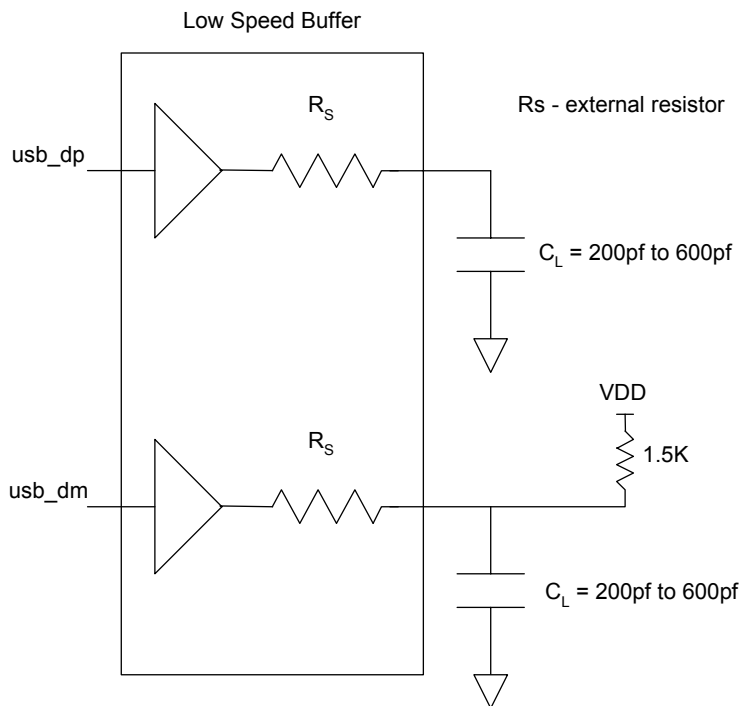 Low Speed Buffer
R_S
Rs - external resistor
usb_dp
C_L = 200pf to 600pf
VDD
R_S
1.5K
usb_dm
C_L = 200pf to 600pf